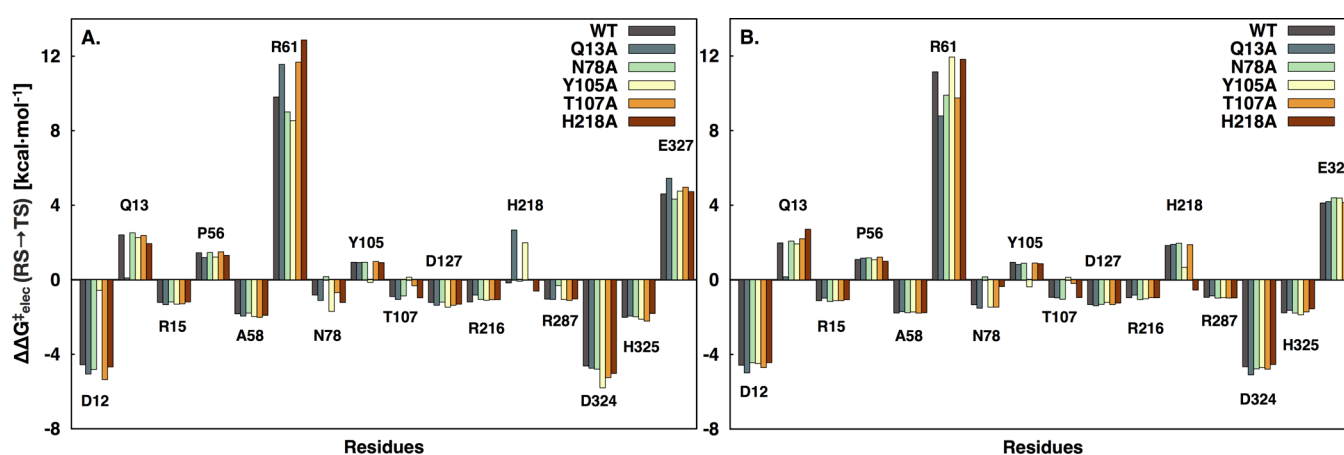 A.
ΔΔG‡elec (RS→TS) [kcal·mol-1]
12
8
4
0
-4
-8
WT
Q13A
N78A
Y105A
T107A
H218A
D12
Q13
R15
P56
A58
R61
N78
Y105
T107
D127
R216
H218
R287
D324
H325
E327
Residues
B.
12
8
4
0
-4
-8
WT
Q13A
N78A
Y105A
T107A
H218A
D12
Q13
R15
P56
A58
R61
N78
Y105
T107
D127
R216
H218
R287
D324
H325
E32
Residues